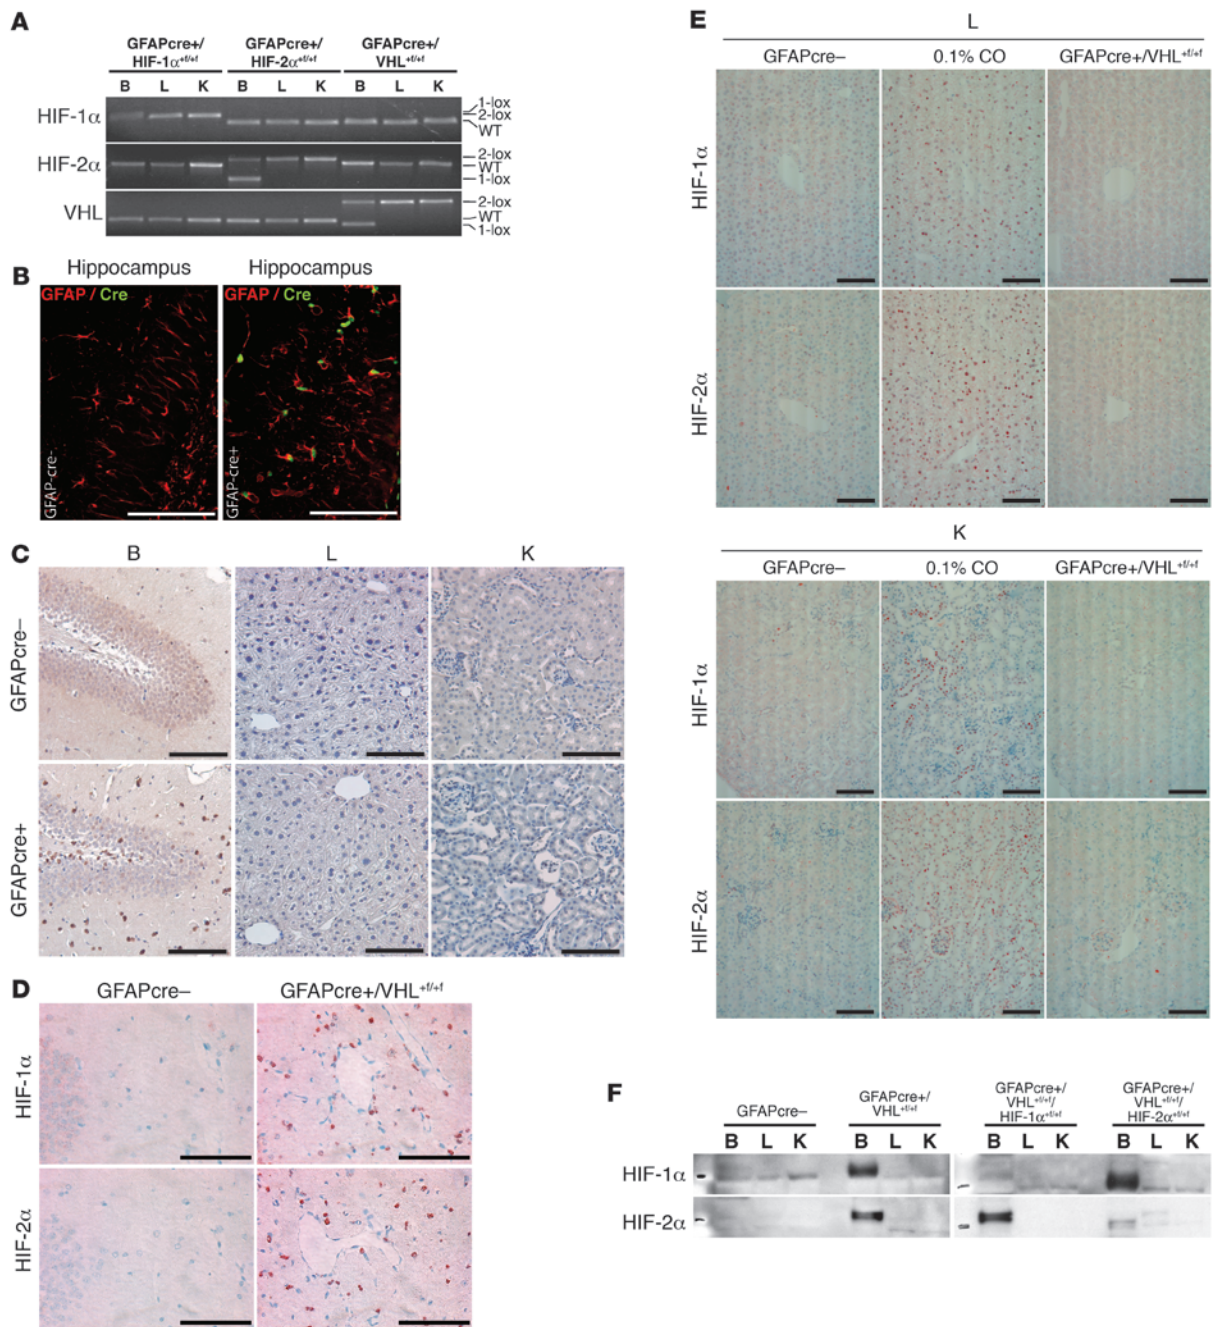 A
GFAPcre+/ GFAPcre+/ GFAPcre+/
HIF-1α+f/+f HIF-2α+f/+f VHL+f/+f
B L K B L K B L K
HIF-1α
1-lox
2-lox
WT
HIF-2α
2-lox
WT
1-lox
VHL
2-lox
WT
1-lox
B
Hippocampus Hippocampus
GFAP / Cre GFAP / Cre
GFAP-cre- GFAP-cre+
C
B L K
GFAPcre–
GFAPcre+
D
GFAPcre– GFAPcre+/VHL+f/+f
HIF-1α
HIF-2α
E
L
GFAPcre– 0.1% CO GFAPcre+/VHL+f/+f
HIF-1α
HIF-2α
K
GFAPcre– 0.1% CO GFAPcre+/VHL+f/+f
HIF-1α
HIF-2α
F
GFAPcre– GFAPcre+/ VHL+f/+f GFAPcre+/ VHL+f/+f/ HIF-1α+f/+f GFAPcre+/ VHL+f/+f/ HIF-2α+f/+f
B L K B L K B L K B L K
HIF-1α
HIF-2α